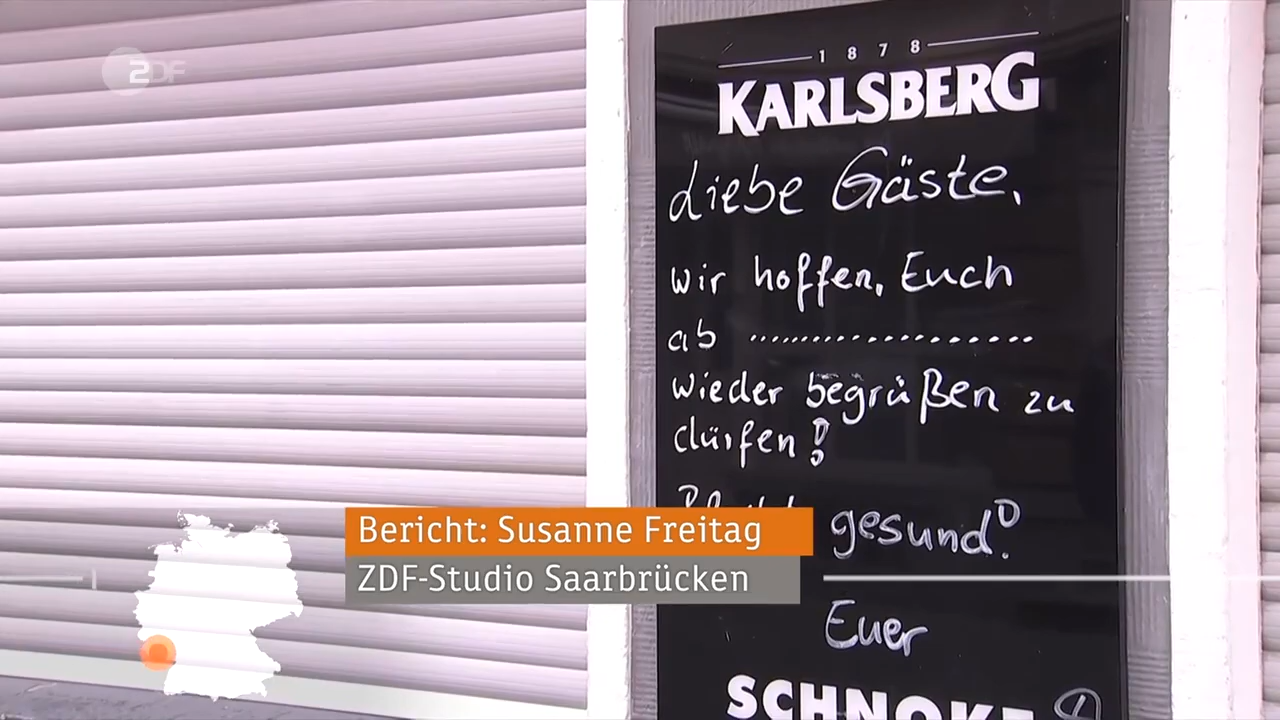 ZDF
1878
KARLSBERG
Liebe Gäste,
wir hoffen, Euch
ab ...................
wieder begrüßen zu
dürfen!
gesund!
Bericht: Susanne Freitag
ZDF-Studio Saarbrücken
Euer